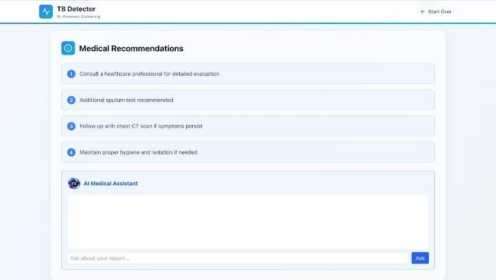 TB Detector
AI-Powered Screening
← Start Over
Medical Recommendations
1 Consult a healthcare professional for detailed evaluation
2 Additional sputum test recommended
3 Follow up with chest CT scan if symptoms persist
4 Maintain proper hygiene and isolation if needed
AI Medical Assistant
Ask about your report...
Ask